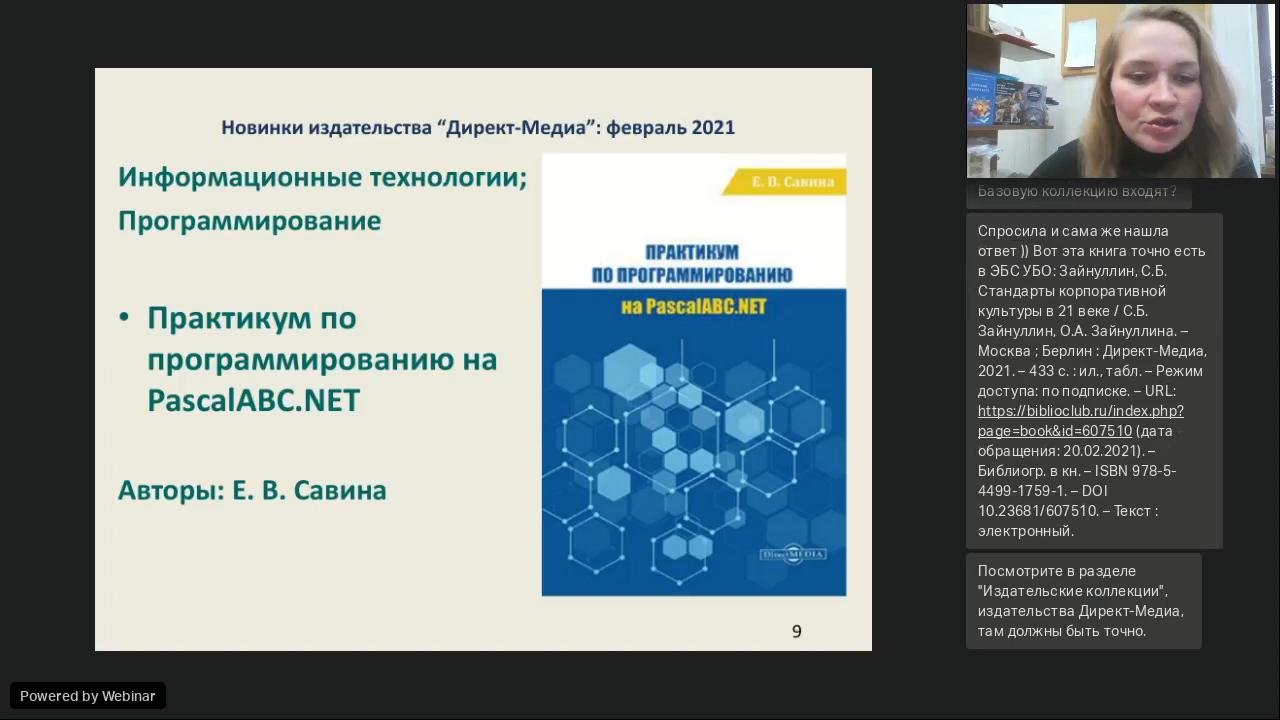 Новинки издательства “Директ-Медиа”: февраль 2021
Информационные технологии;
Программирование
• Практикум по
программированию на
PascalABC.NET
Авторы: Е. В. Савина
Е. В. Савина
ПРАКТИКУМ
ПО ПРОГРАММИРОВАНИЮ
на PascalABC.NET
DirectMEDIA
9
Базовую коллекцию входят?
Спросила и сама же нашла
ответ )) Вот эта книга точно есть
в ЭБС УБО: Зайнуллин, С.Б.
Стандарты корпоративной
культуры в 21 веке / С.Б.
Зайнуллин, О.А. Зайнуллина. –
Москва ; Берлин : Директ-Медиа,
2021. – 433 с. : ил., табл. – Режим
доступа: по подписке. – URL:
https://biblioclub.ru/index.php?
page=book&id=607510 (дата
обращения: 20.02.2021). –
Библиогр. в кн. – ISBN 978-5-
4499-1759-1. – DOI
10.23681/607510. – Текст :
электронный.
Посмотрите в разделе
"Издательские коллекции",
издательства Директ-Медиа,
там должны быть точно.
Powered by Webinar